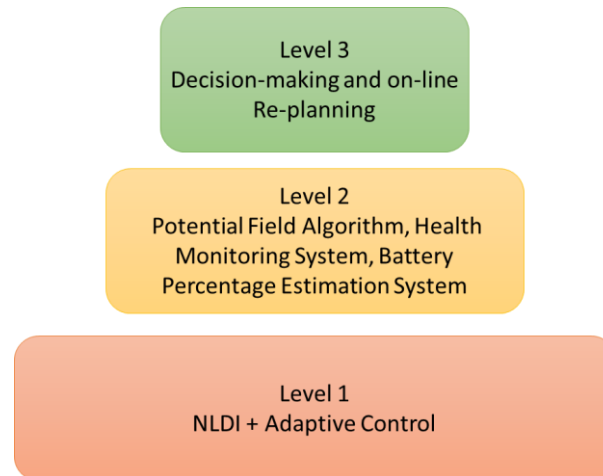 Level 3
Decision-making and on-line
Re-planning
Level 2
Potential Field Algorithm, Health
Monitoring System, Battery
Percentage Estimation System
Level 1
NLDI + Adaptive Control